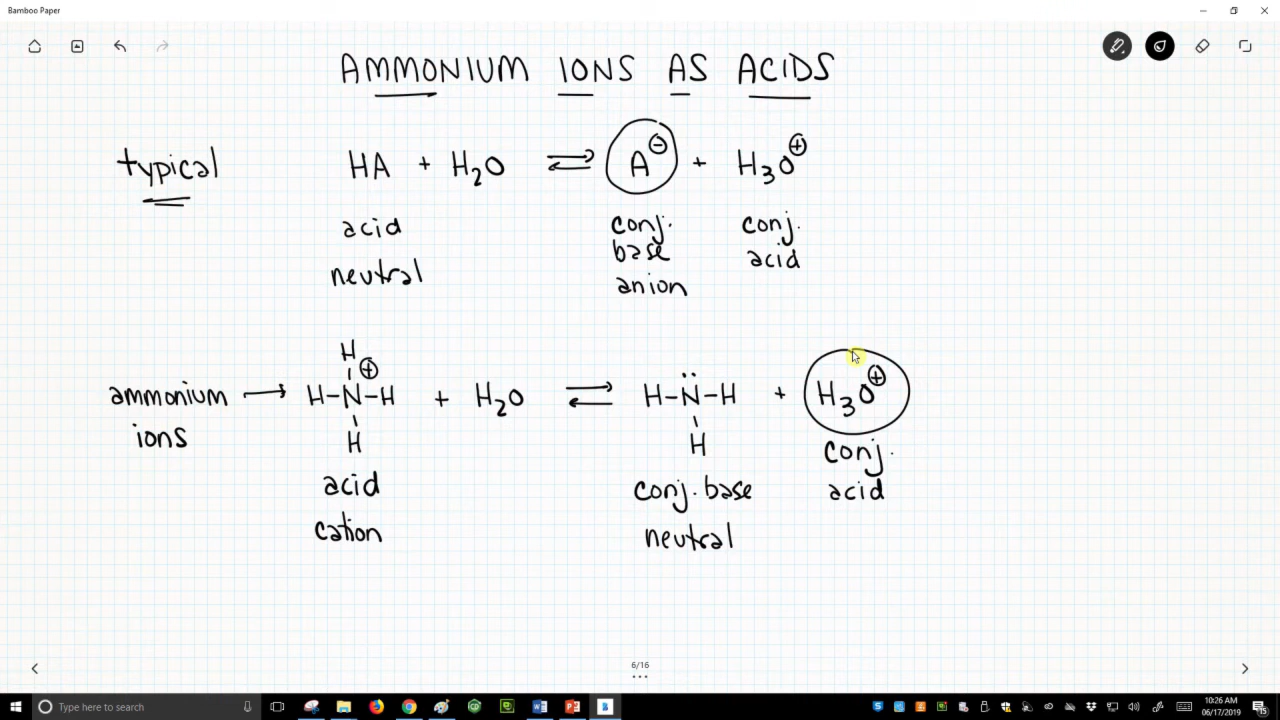 Bamboo Paper
AMMONIUM IONS AS ACIDS
typical HA + H2O ⇌ A⊖ + H3O⊕
acid conj. conj.
base acid
neutral anion
H ⊕
ammonium → H-N-H + H2O ⇌ H-N̈-H + H3O⊕
ions H H conj.
acid conj. base acid
cation neutral
6/16
Type here to search
10:26 AM
06/17/2019
15